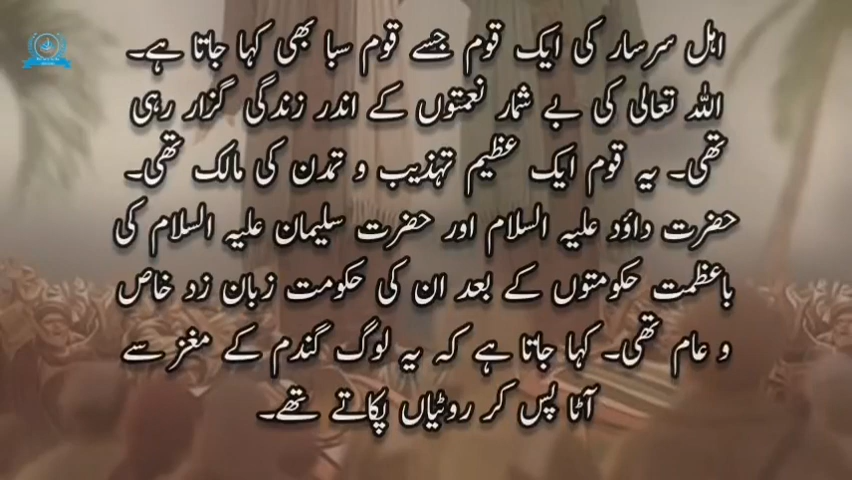 اہل سرسار کی ایک قوم جسے قوم سبا بھی کہا جاتا ہے۔
اللہ تعالی کی بے شمار نعمتوں کے اندر زندگی گزار رہی
تھی۔ یہ قوم ایک عظیم تہذیب و تمدن کی مالک تھی۔
حضرت داؤد علیہ السلام اور حضرت سلیمان علیہ السلام کی
باعظمت حکومتوں کے بعد ان کی حکومت زبان زد خاص
و عام تھی۔ کہا جاتا ہے کہ یہ لوگ گندم کے مغز سے
آٹا پس کر روٹیاں پکاتے تھے۔